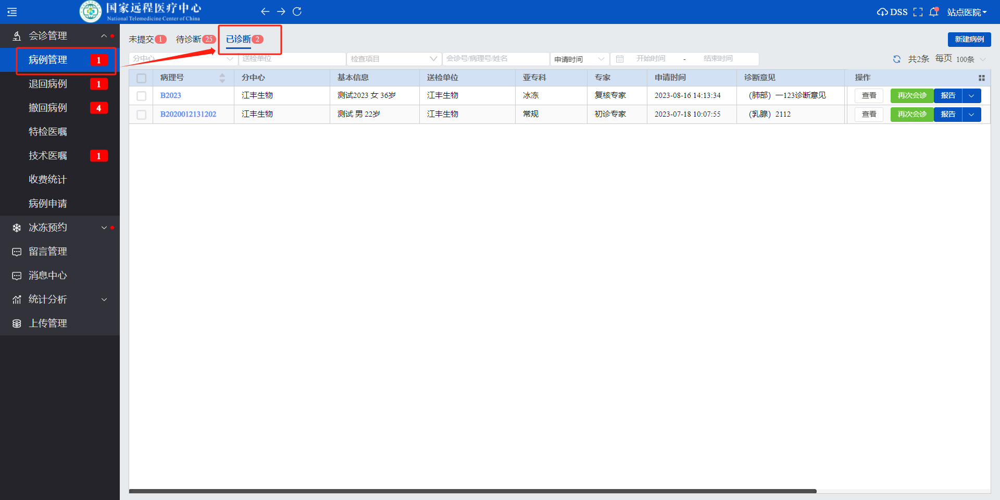 国家远程医疗中心
National Telemedicine Center of China
DSS
站点医院
会诊管理
病例管理 1
退回病例 1
撤回病例 4
特检医嘱
技术医嘱 1
收费统计
病例申请
冰冻预约
留言管理
消息中心
统计分析
上传管理
未提交 1 待诊断 25 已诊断 2
新建病例
分中心 送检单位 检查项目 会诊号/病理号/姓名 申请时间 开始时间 - 结束时间
共2条 每页 100条
病理号 分中心 基本信息 送检单位 亚专科 专家 申请时间 诊断意见 操作
B2023 江丰生物 测试2023 女 36岁 江丰生物 冰冻 复核专家 2023-08-16 14:13:34 （肺部）一123诊断意见 查看 再次会诊 报告
B2020012131202 江丰生物 测试 男 22岁 江丰生物 常规 初诊专家 2023-07-18 10:07:55 （乳腺）2112 查看 再次会诊 报告